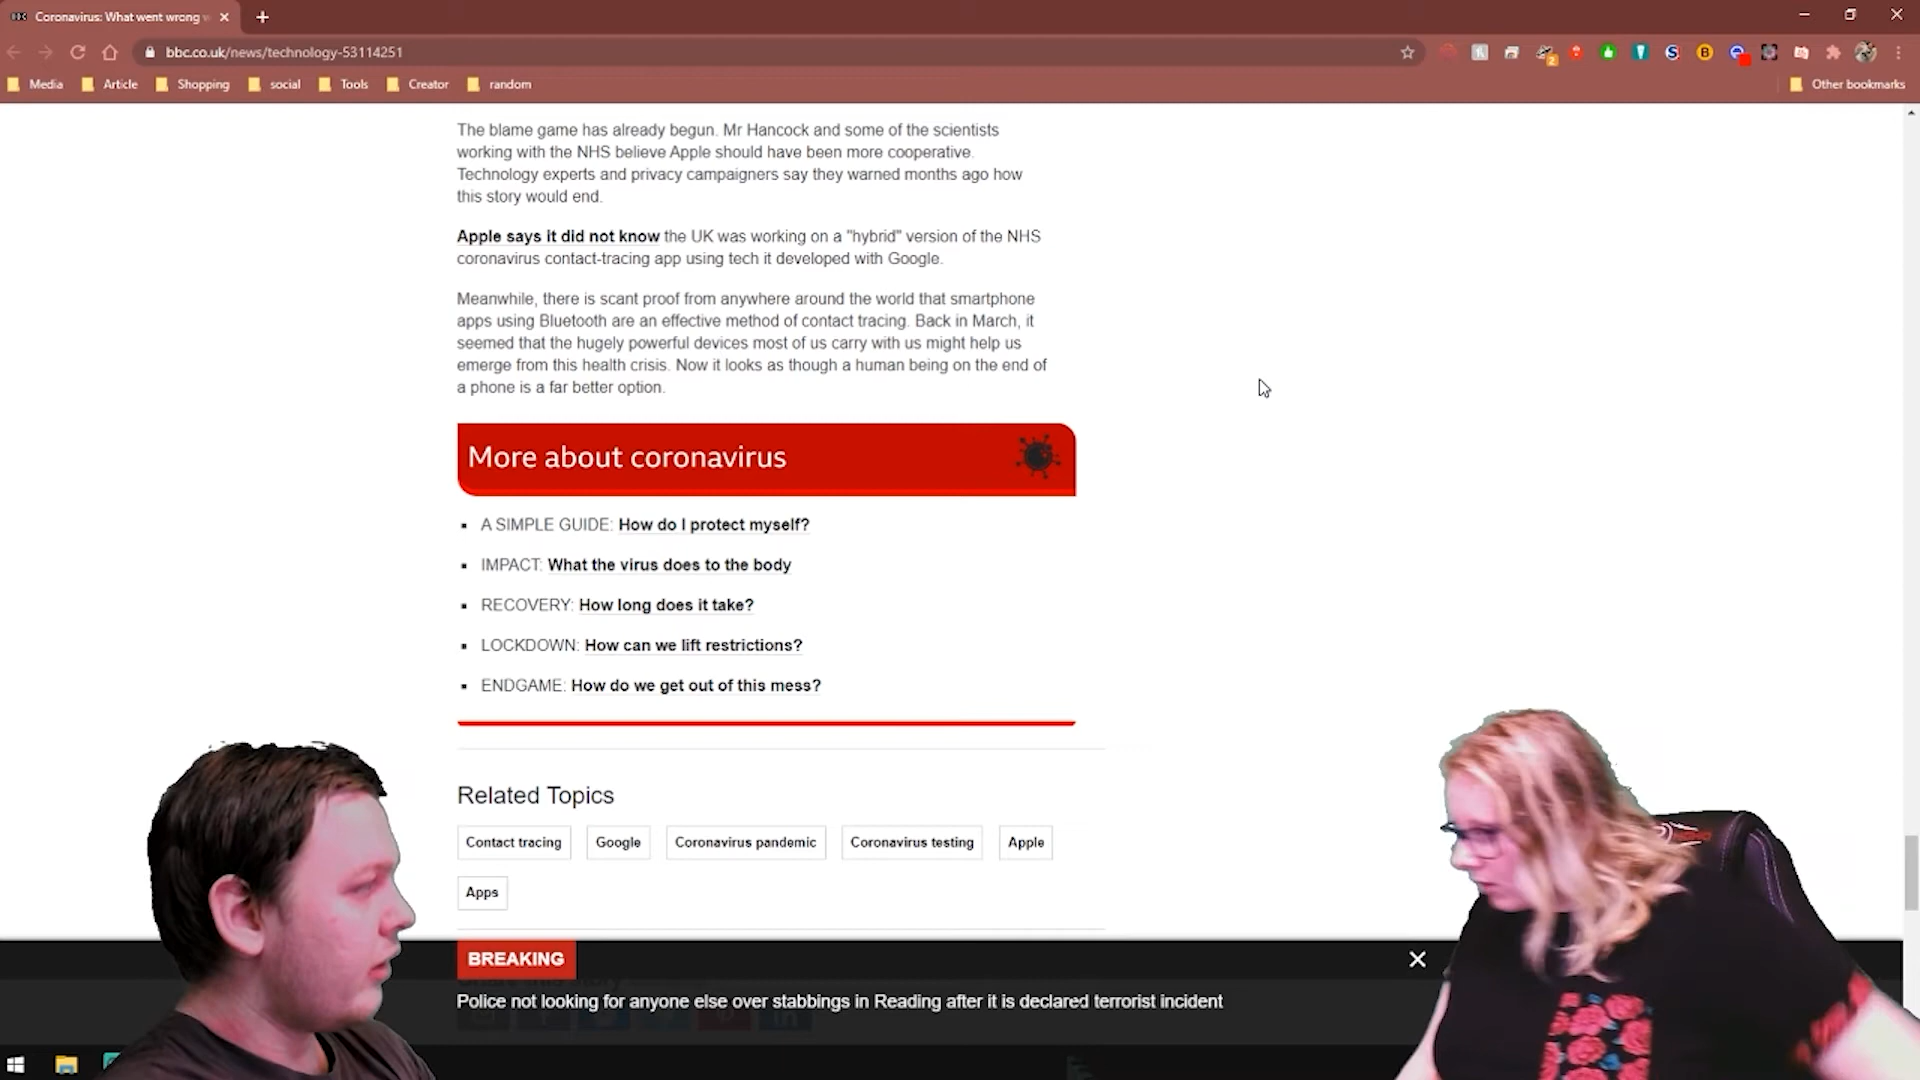 Coronavirus: What went wrong
bbc.co.uk/news/technology-53114251
Media Article Shopping social Tools Creator random Other bookmarks
The blame game has already begun. Mr Hancock and some of the scientists
working with the NHS believe Apple should have been more cooperative.
Technology experts and privacy campaigners say they warned months ago how
this story would end.
Apple says it did not know the UK was working on a "hybrid" version of the NHS
coronavirus contact-tracing app using tech it developed with Google.
Meanwhile, there is scant proof from anywhere around the world that smartphone
apps using Bluetooth are an effective method of contact tracing. Back in March, it
seemed that the hugely powerful devices most of us carry with us might help us
emerge from this health crisis. Now it looks as though a human being on the end of
a phone is a far better option.
More about coronavirus
A SIMPLE GUIDE: How do I protect myself?
IMPACT: What the virus does to the body
RECOVERY: How long does it take?
LOCKDOWN: How can we lift restrictions?
ENDGAME: How do we get out of this mess?
Related Topics
Contact tracing Google Coronavirus pandemic Coronavirus testing Apple
Apps
BREAKING
Police not looking for anyone else over stabbings in Reading after it is declared terrorist incident